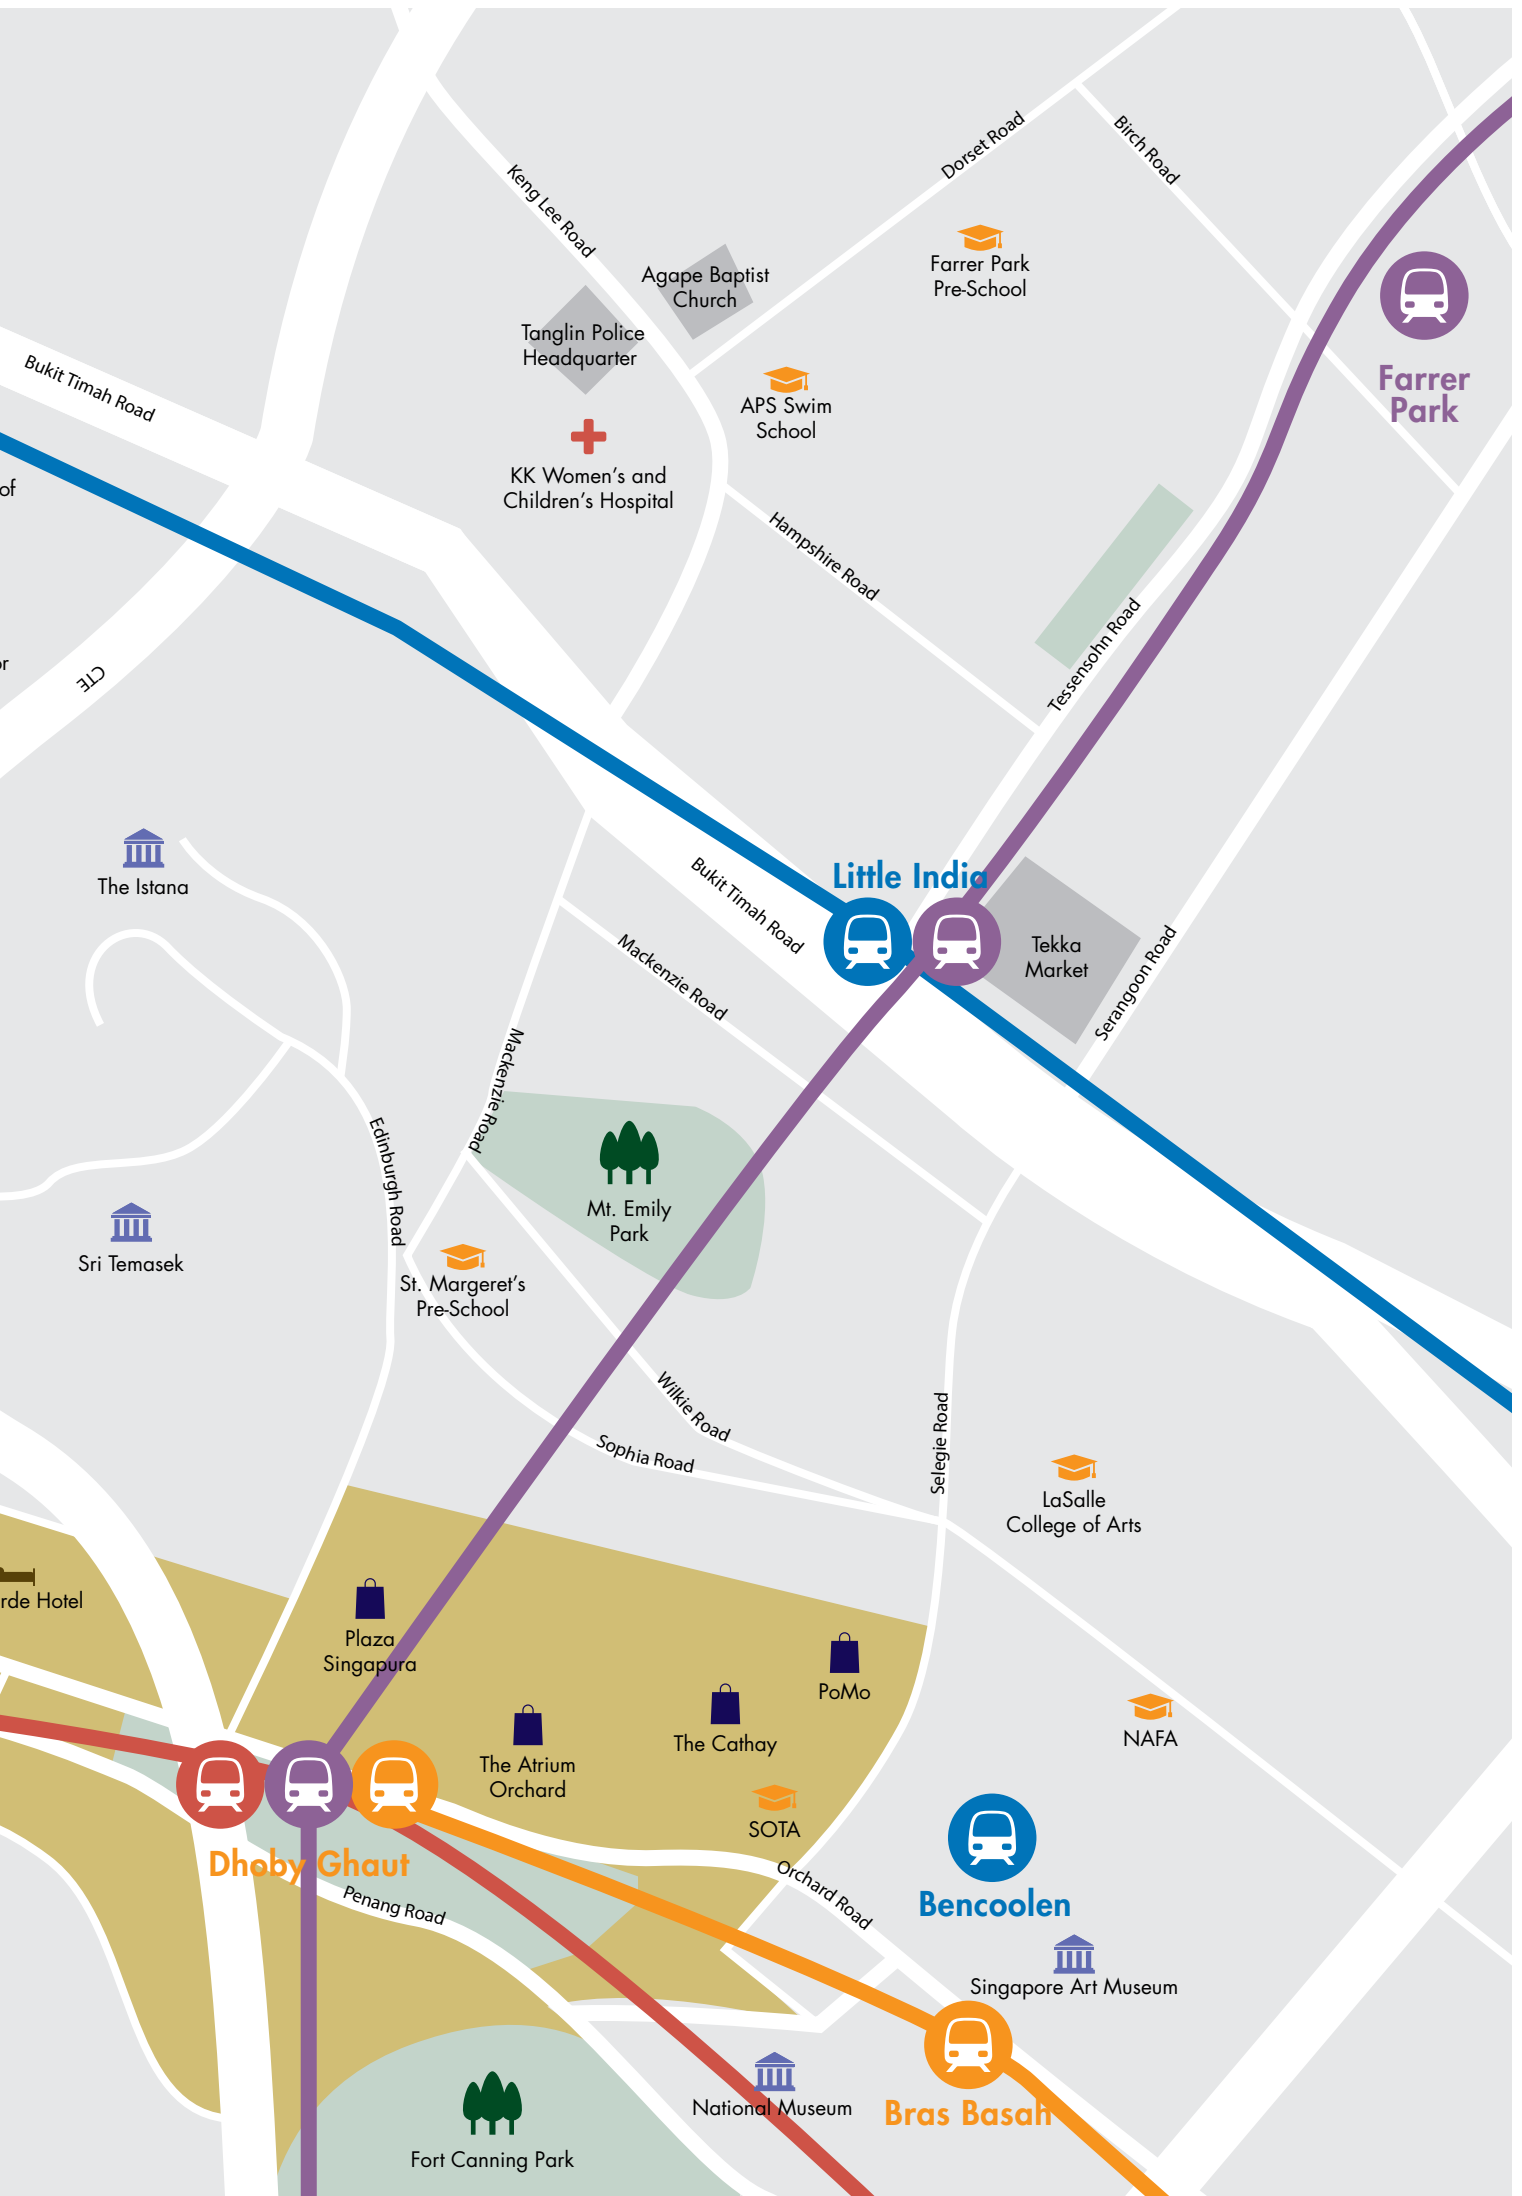 Dorset Road
Birch Road
Keng Lee Road
Agape Baptist
Church
Farrer Park
Pre-School
Tanglin Police
Headquarter
Bukit Timah Road
Farrer
Park
APS Swim
School
KK Women's and
Children's Hospital
of
Hampshire Road
Tessensohn Road
or
CTE
The Istana
Little India
Bukit Timah Road
Tekka
Market
Serangoon Road
Mackenzie Road
Mackenzie Road
Edinburgh Road
Mt. Emily
Park
Sri Temasek
St. Margeret's
Pre-School
Wilkie Road
Sophia Road
Selegie Road
LaSalle
College of Arts
rde Hotel
Plaza
Singapura
PoMo
The Cathay
NAFA
The Atrium
Orchard
SOTA
Dhoby Ghaut
Orchard Road
Penang Road
Bencoolen
Singapore Art Museum
National Museum
Bras Basah
Fort Canning Park